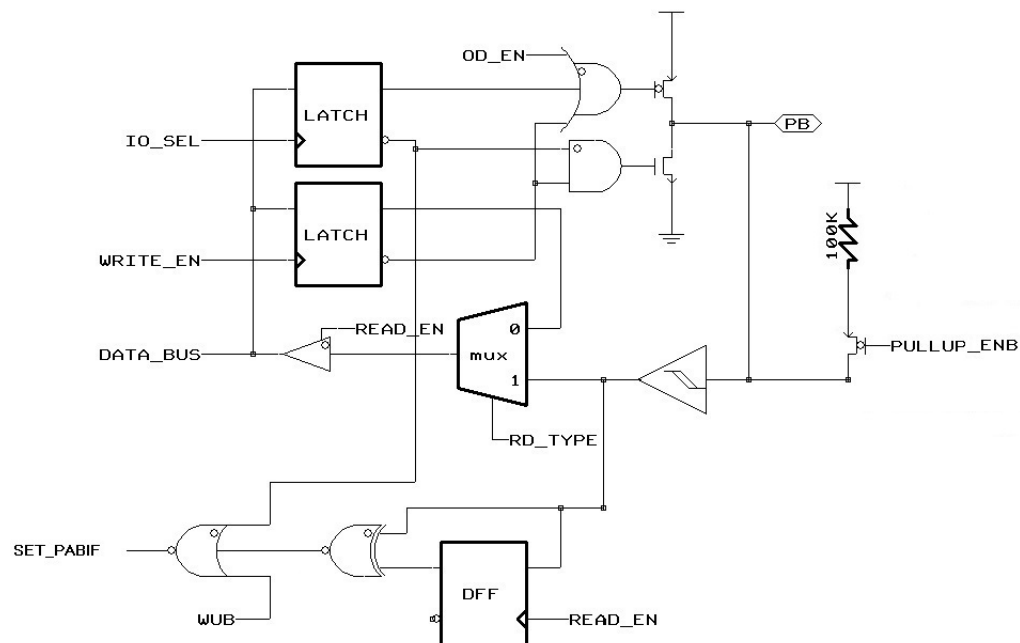 OD_EN
LATCH
IO_SEL
PB
LATCH
WRITE_EN
100K
READ_EN
0
DATA_BUS
mux
PULLUP_ENB
1
RD_TYPE
SET_PABIF
DFF
WUB
READ_EN